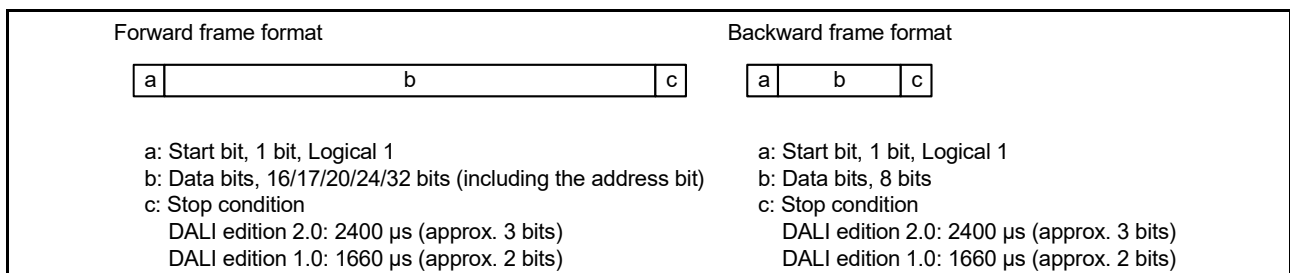 Forward frame format
a b c
a: Start bit, 1 bit, Logical 1
b: Data bits, 16/17/20/24/32 bits (including the address bit)
c: Stop condition
DALI edition 2.0: 2400 μs (approx. 3 bits)
DALI edition 1.0: 1660 μs (approx. 2 bits)
Backward frame format
a b c
a: Start bit, 1 bit, Logical 1
b: Data bits, 8 bits
c: Stop condition
DALI edition 2.0: 2400 μs (approx. 3 bits)
DALI edition 1.0: 1660 μs (approx. 2 bits)